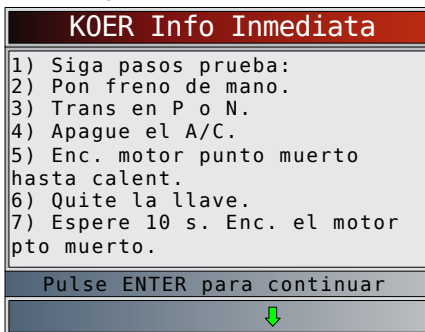 KOER Info Inmediata
1) Siga pasos prueba:
2) Pon freno de mano.
3) Trans en P o N.
4) Apague el A/C.
5) Enc. motor punto muerto
hasta calent.
6) Quite la llave.
7) Espere 10 s. Enc. el motor
pto muerto.
Pulse ENTER para continuar